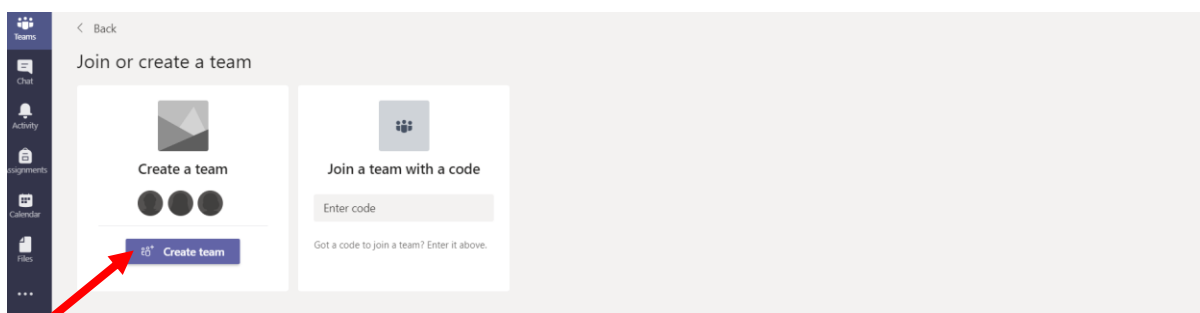 Teams
Chat
Activity
ssignments
Calendar
Files
Back
Join or create a team
Create a team
Create team
Join a team with a code
Enter code
Got a code to join a team? Enter it above.